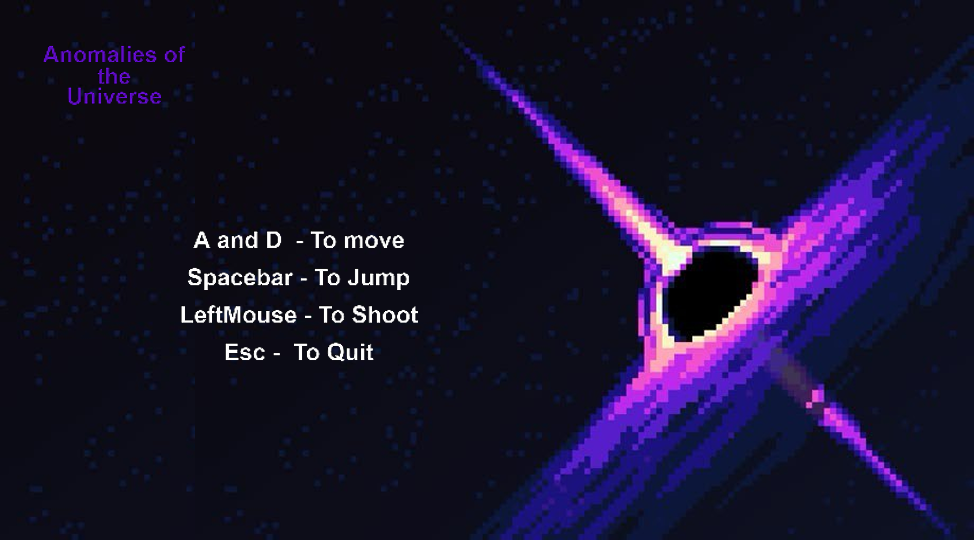 Anomalies of
the
Universe
A and D  - To move
Spacebar - To Jump
LeftMouse - To Shoot
Esc -  To Quit